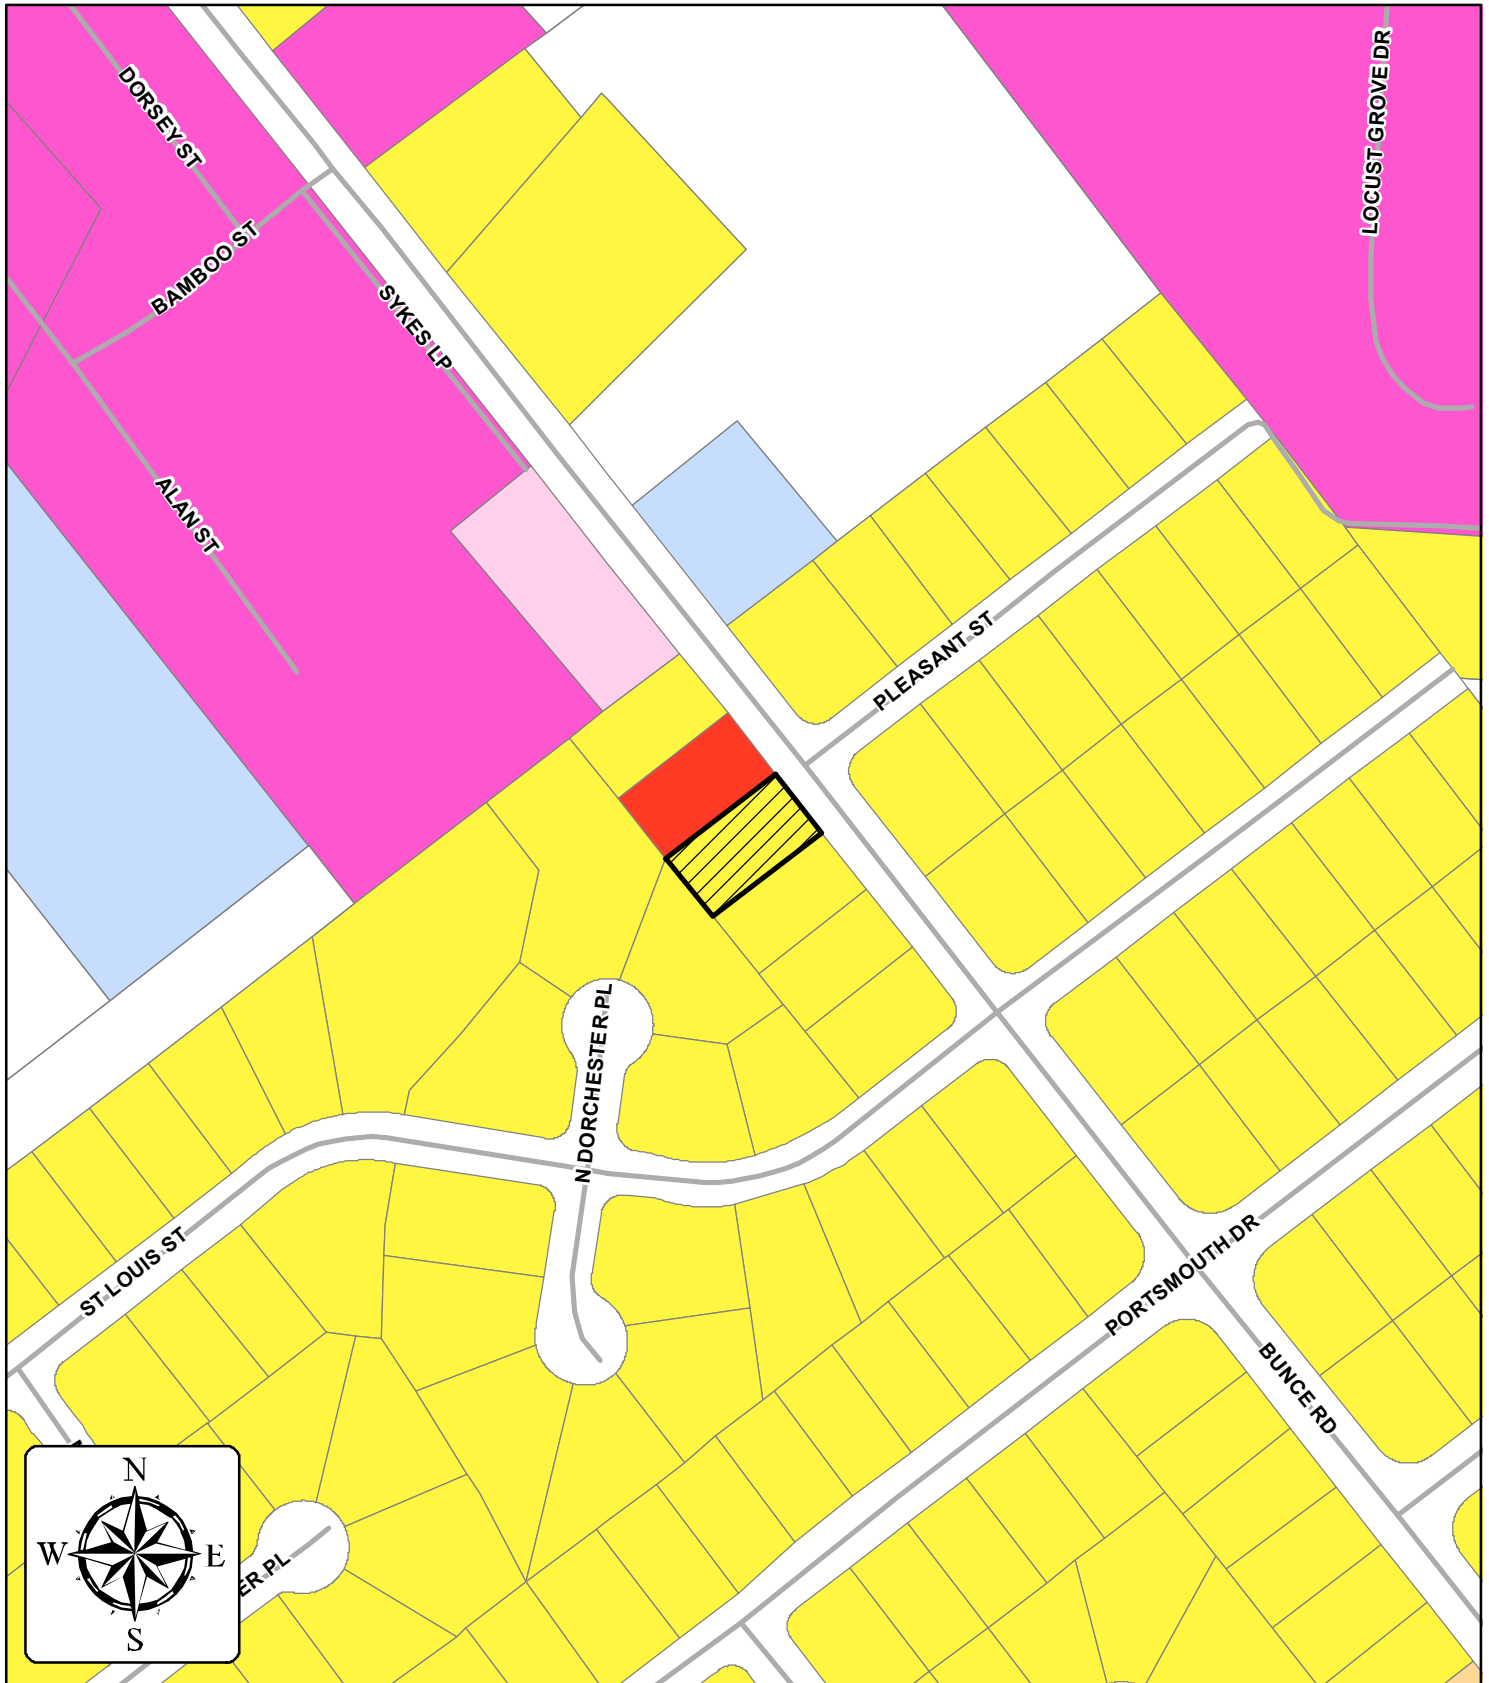 LOCUST GROVE DR
DORSEY ST
BAMBOO ST
SYKES LP
ALAN ST
PLEASANT ST
N DORCHESTER PL
ST LOUIS ST
PORTSMOUTH DR
BUNCE RD
N
W
E
S
ER PL